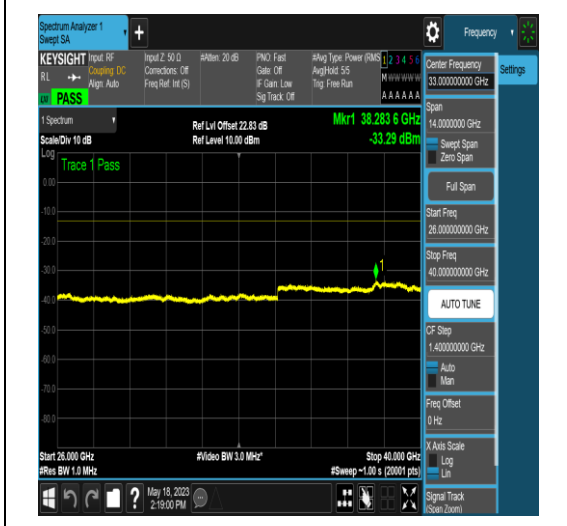 Spectrum Analyzer 1
Swept SA
Frequency
KEYSIGHT
RL
PASS
Input: RF
Coupling: DC
Align: Auto
Input Z: 50 Ω
Corrections: Off
Freq Ref: Int (S)
#Atten: 20 dB
PNO: Fast
Gate: Off
IF Gain: Low
Sig Track: Off
#Avg Type: Power (RMS
Avg|Hold: 5/5
Trig: Free Run
1 2 3 4 5 6
M W W W W W
A A A A A A
1 Spectrum
Scale/Div 10 dB
Ref Lvl Offset 22.83 dB
Ref Level 10.00 dBm
Mkr1 38.283 6 GHz
-33.29 dBm
Log
Trace 1 Pass
0.00
-10.0
-20.0
-30.0
-40.0
-50.0
-60.0
-70.0
-80.0
1
Start 26.000 GHz
#Res BW 1.0 MHz
#Video BW 3.0 MHz*
Stop 40.000 GHz
#Sweep ~1.00 s (20001 pts)
?
May 18, 2023
2:19:00 PM
Center Frequency
33.000000000 GHz
Settings
Span
14.0000000 GHz
Swept Span
Zero Span
Full Span
Start Freq
26.000000000 GHz
Stop Freq
40.000000000 GHz
AUTO TUNE
CF Step
1.400000000 GHz
Auto
Man
Freq Offset
0 Hz
X Axis Scale
Log
Lin
Signal Track
(Span Zoom)